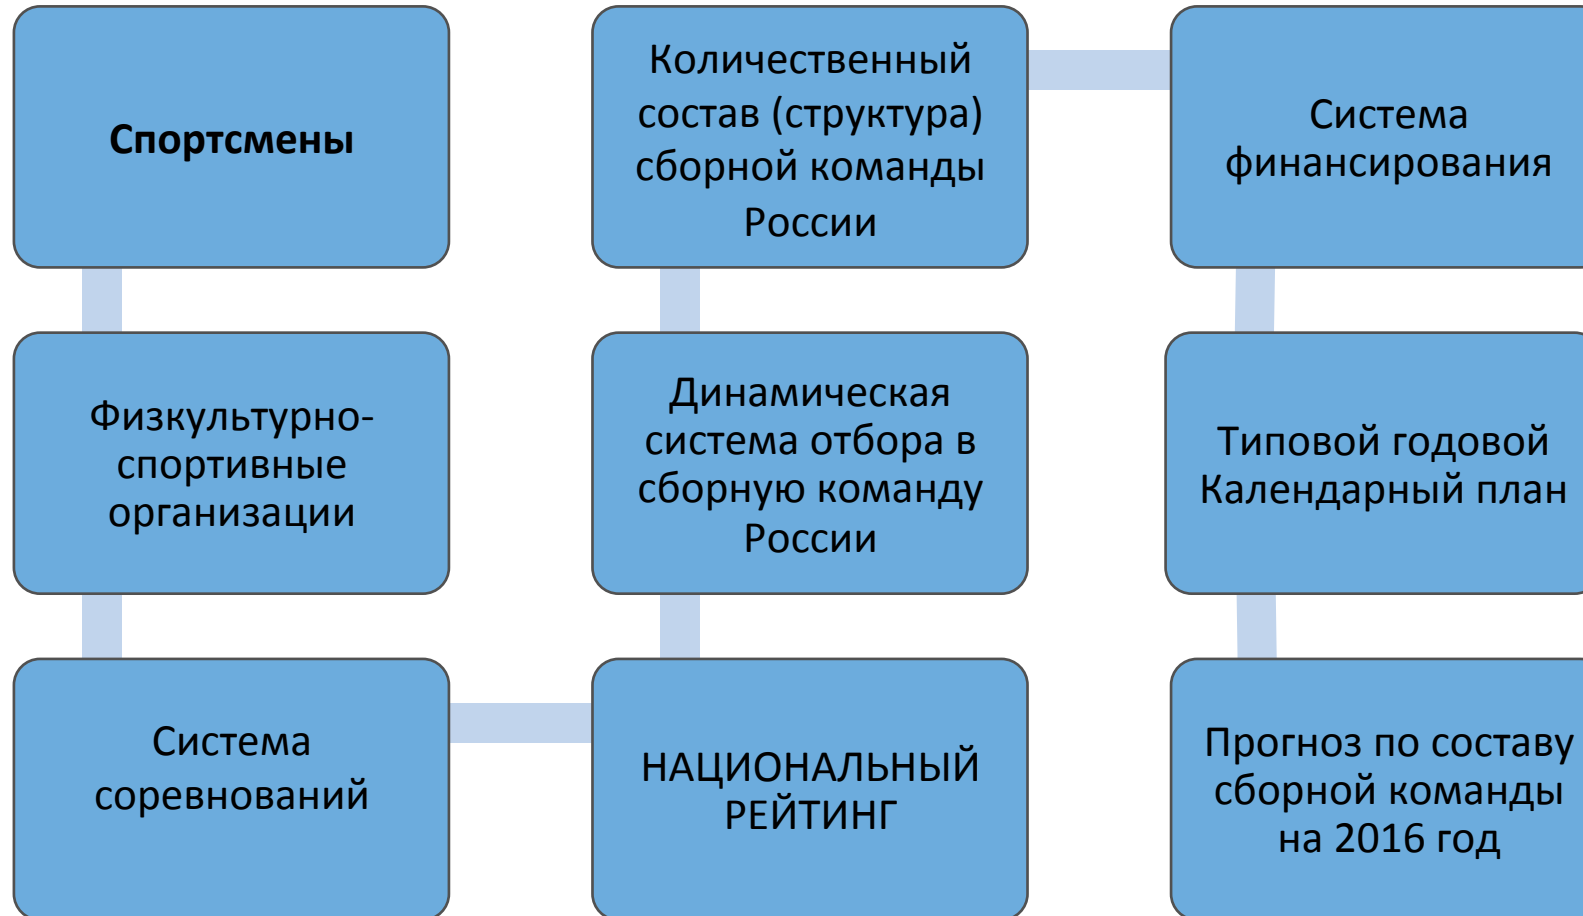 Спортсмены
Физкультурно-
спортивные
организации
Система
соревнований
НАЦИОНАЛЬНЫЙ
РЕЙТИНГ
Динамическая
система отбора в
сборную команду
России
Количественный
состав (структура)
сборной команды
России
Система
финансирования
Типовой годовой
Календарный план
Прогноз по составу
сборной команды
на 2016 год